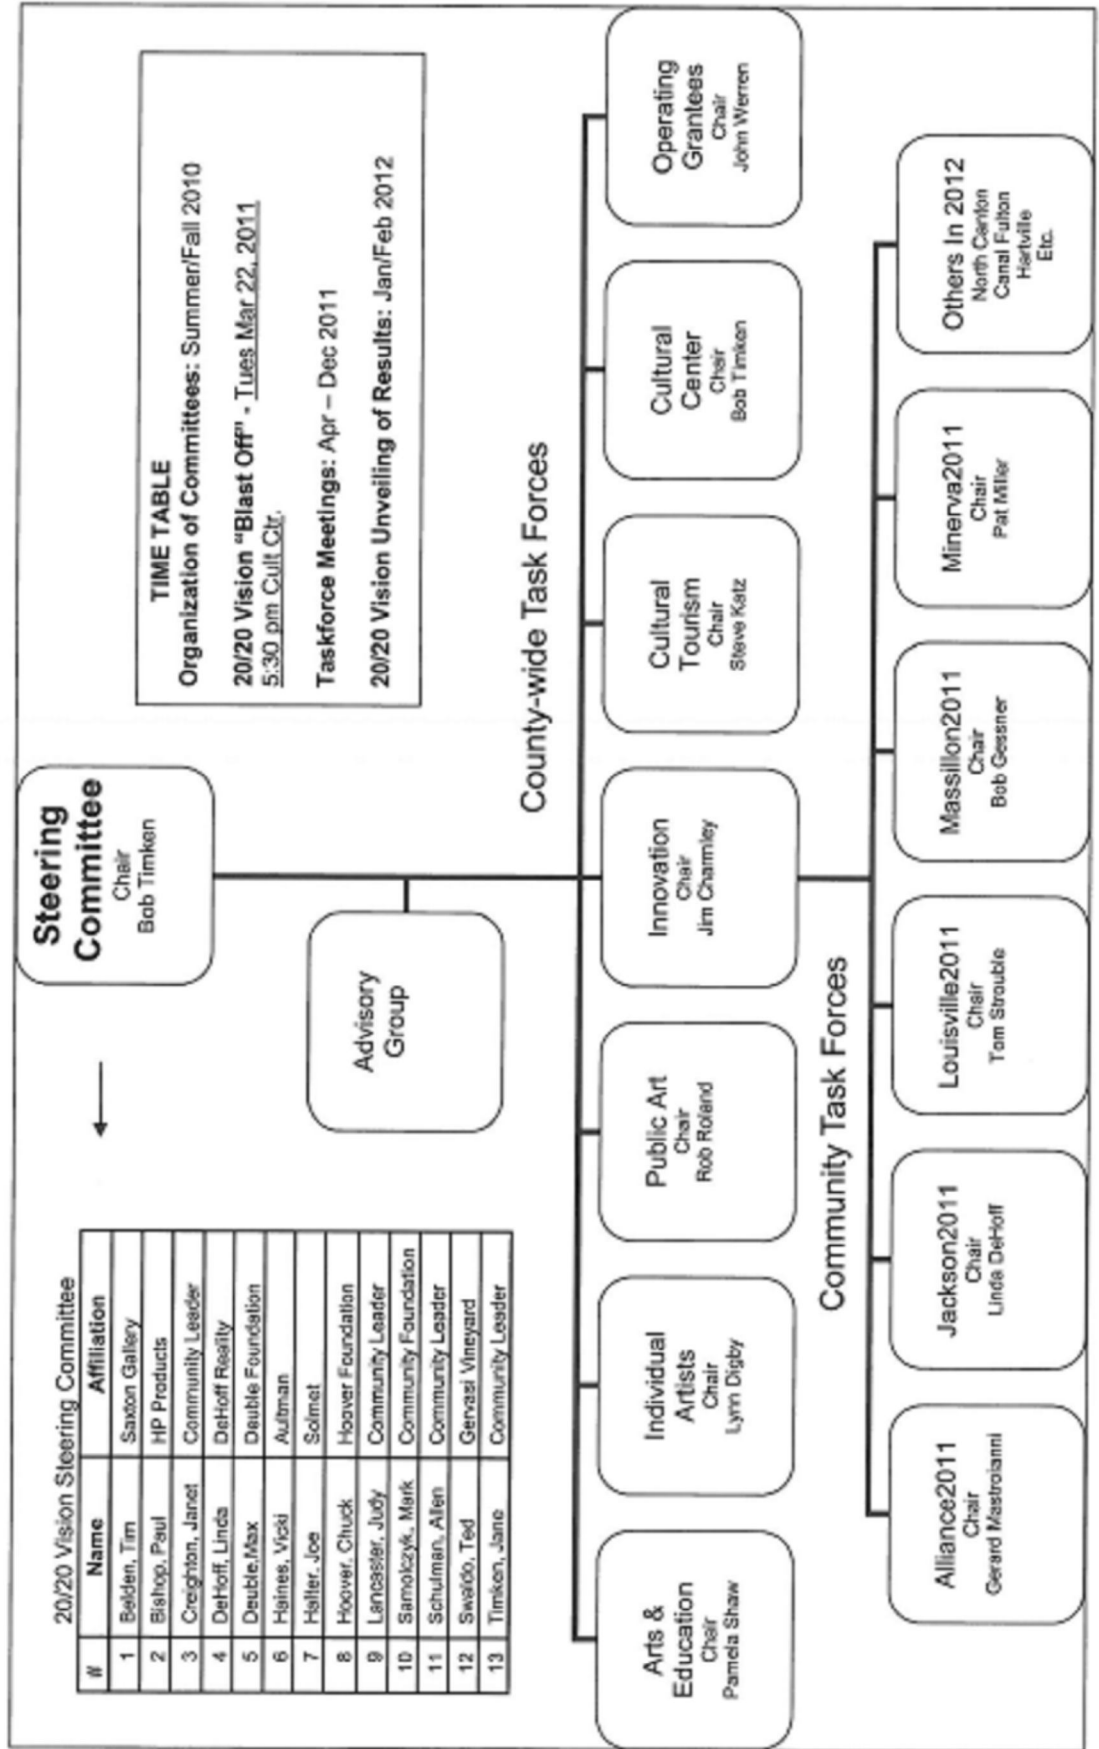 Steering
Committee
Chair
Bob Timken
20/20 Vision Steering Committee
# Name Affiliation
1 Belden, Tim Saxton Gallery
2 Bishop, Paul HP Products
3 Creighton, Janet Community Leader
4 DeHoff, Linda DeHoff Reality
5 Deuble,Max Deuble Foundation
6 Haines, Vicki Aultman
7 Halter, Joe Solmet
8 Hoover, Chuck Hoover Foundation
9 Lancaster, Judy Community Leader
10 Samolczyk, Mark Community Foundation
11 Schulman, Allen Community Leader
12 Swaldo, Ted Gervasi Vineyard
13 Timken, Jane Community Leader
Advisory
Group
TIME TABLE
Organization of Committees: Summer/Fall 2010
20/20 Vision "Blast Off" - Tues Mar 22, 2011
5:30 pm Cult Ctr.
Taskforce Meetings: Apr – Dec 2011
20/20 Vision Unveiling of Results: Jan/Feb 2012
County-wide Task Forces
Arts &
Education
Chair
Pamela Shaw
Individual
Artists
Chair
Lynn Digby
Public Art
Chair
Rob Roland
Innovation
Chair
Jim Charmley
Cultural
Tourism
Chair
Steve Katz
Cultural
Center
Chair
Bob Timken
Operating
Grantees
Chair
John Werren
Community Task Forces
Alliance2011
Chair
Gerard Mastroianni
Jackson2011
Chair
Linda DeHoff
Louisville2011
Chair
Tom Strouble
Massillon2011
Chair
Bob Gessner
Minerva2011
Chair
Pat Miller
Others In 2012
North Canton
Canal Fulton
Hartville
Etc.